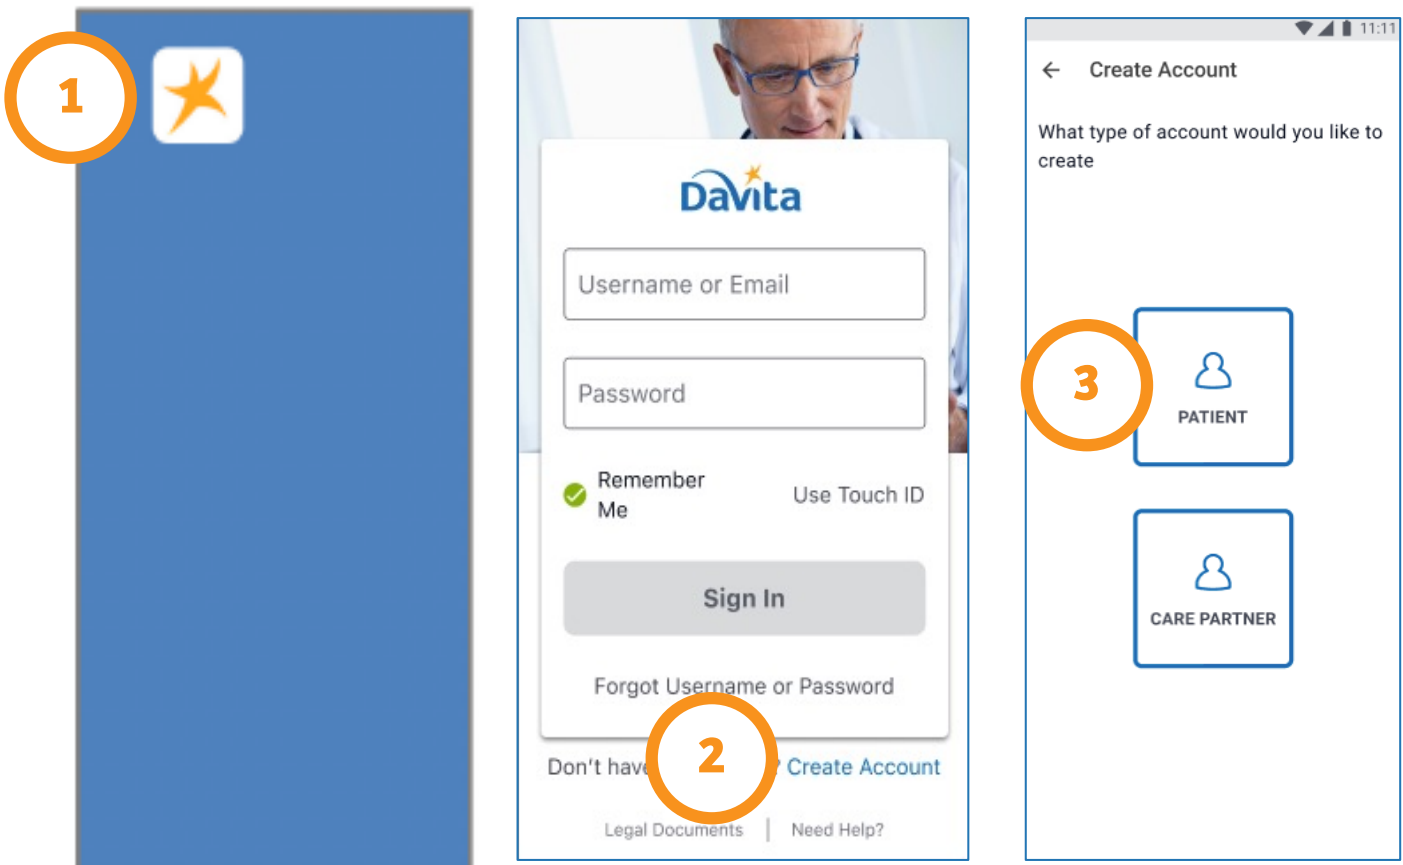 1
DaVita
Username or Email
Password
Remember
Me
Use Touch ID
Sign In
Forgot Username or Password
2
Don't have ? Create Account
Legal Documents | Need Help?
11:11
Create Account
What type of account would you like to
create
3
PATIENT
CARE PARTNER